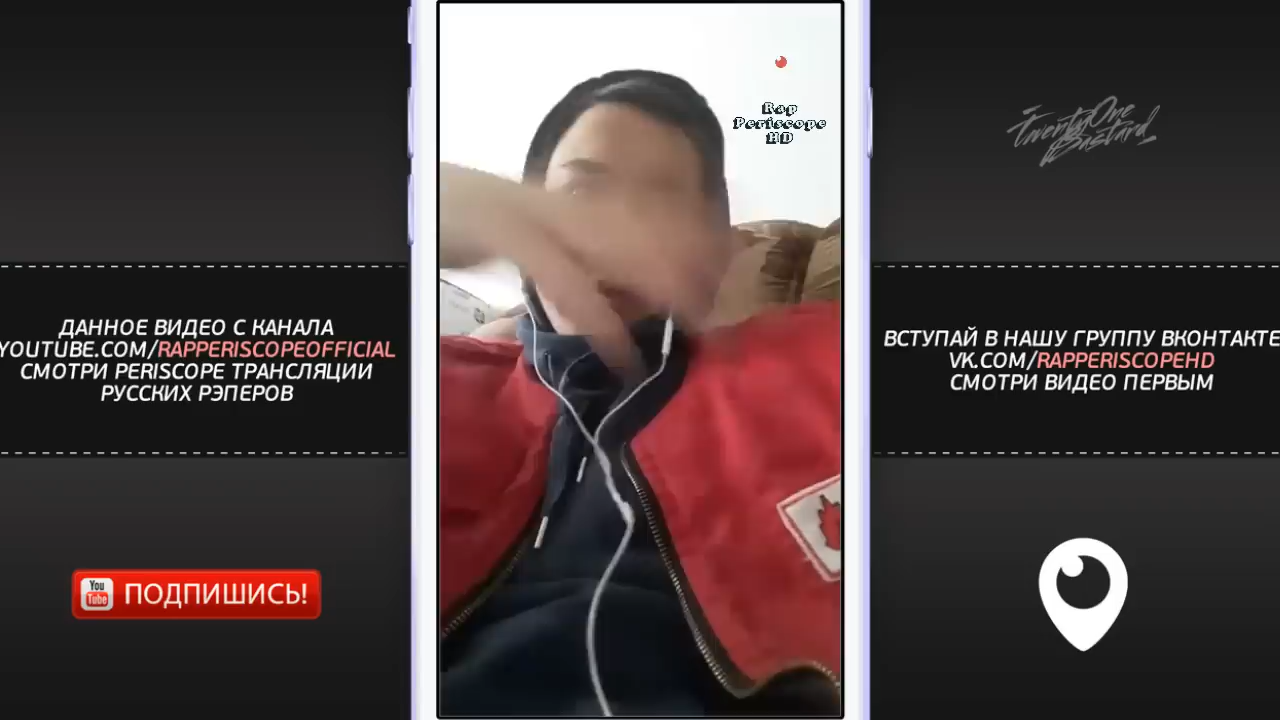 Rap
Periscope
HD
TwentyOne
Bastard
ДАННОЕ ВИДЕО С КАНАЛА
YOUTUBE.COM/RAPPERISCOPEOFFICIAL
СМОТРИ PERISCOPE ТРАНСЛЯЦИИ
РУССКИХ РЭПЕРОВ
ВСТУПАЙ В НАШУ ГРУППУ ВКОНТАКТЕ
VK.COM/RAPPERISCOPEHD
СМОТРИ ВИДЕО ПЕРВЫМ
You
Tube
ПОДПИШИСЬ!